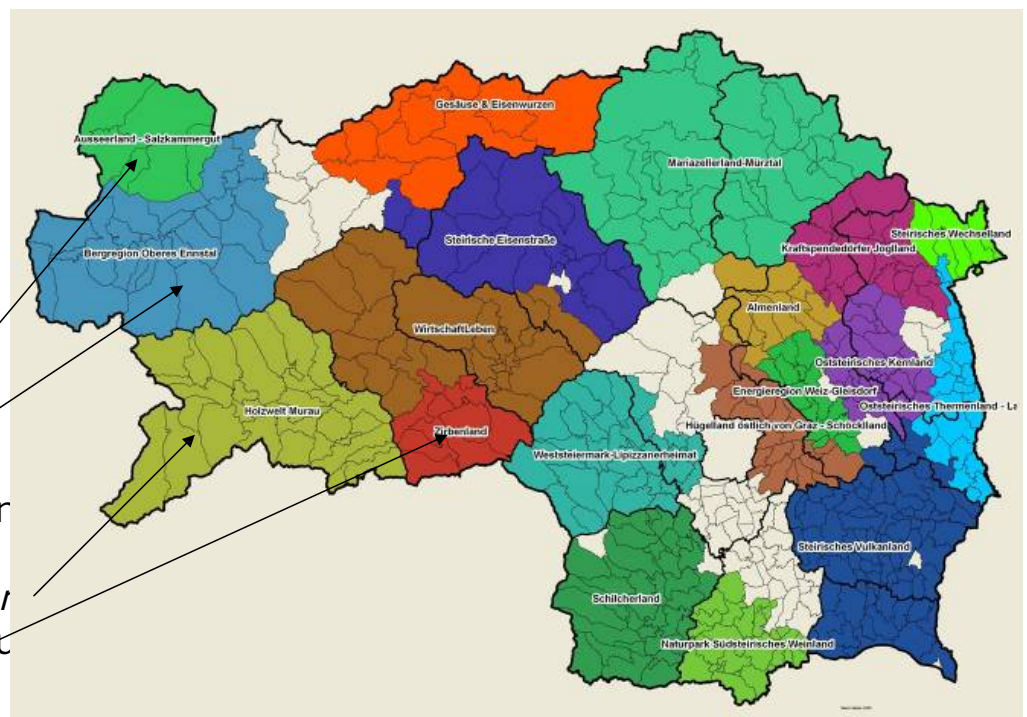 Gesäuse & Eisenwurzen
Ausseerland - Salzkammergut
Mariazellerland-Mürztal
Steirisches Wechselland
Steirische Eisenstraße
Kraftspendedörfer Joglland
Bergregion Oberes Ennstal
Almenland
WirtschaftLeben
Oststeirisches Kernland
Energieregion Weiz-Gleisdorf
Oststeirisches Thermenland - La
Holzwelt Murau
Hügelland östlich von Graz - Schöcklland
Zirbenland
Weststeiermark-Lipizzanerheimat
Steirisches Vulkanland
Schilcherland
Naturpark Südsteirisches Weinland